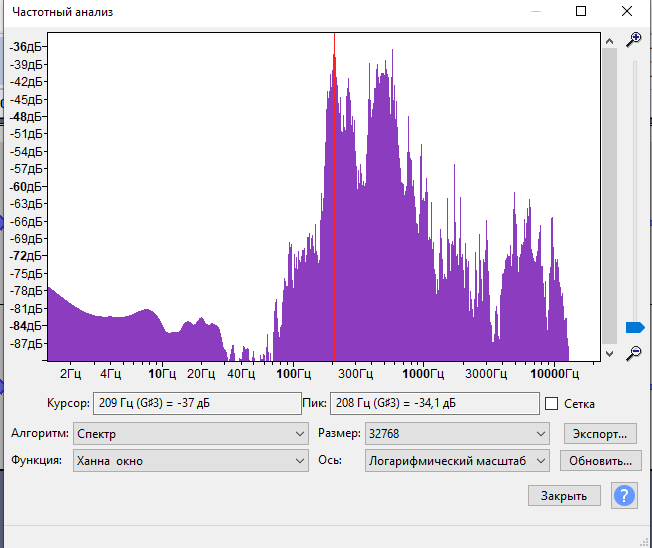 Частотный анализ
-36дБ
-39дБ
-42дБ
-45дБ
-48дБ
-51дБ
-54дБ
-57дБ
-60дБ
-63дБ
-66дБ
-69дБ
-72дБ
-75дБ
-78дБ
-81дБ
-84дБ
-87дБ
2Гц 4Гц 10Гц 20Гц 40Гц 100Гц 300Гц 1000Гц 3000Гц 10000Гц
Курсор: 209 Гц (G♯3) = -37 дБ Пик: 208 Гц (G♯3) = -34,1 дБ Сетка
Алгоритм: Спектр Размер: 32768 Экспорт...
Функция: Ханна окно Ось: Логарифмический масштаб Обновить...
Закрыть ?